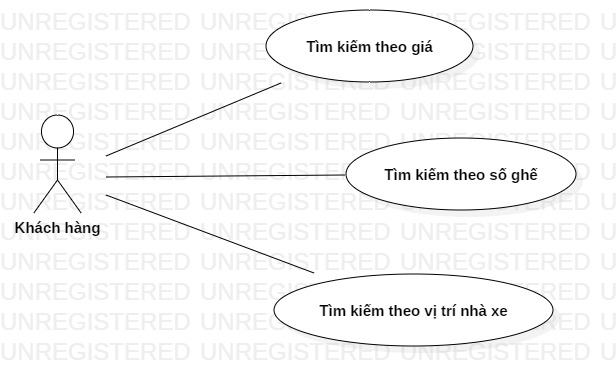 UNREGISTERED UNREGISTERED UNREGISTERED U
Tìm kiếm theo giá
Tìm kiếm theo số ghế
Khách hàng
Tìm kiếm theo vị trí nhà xe